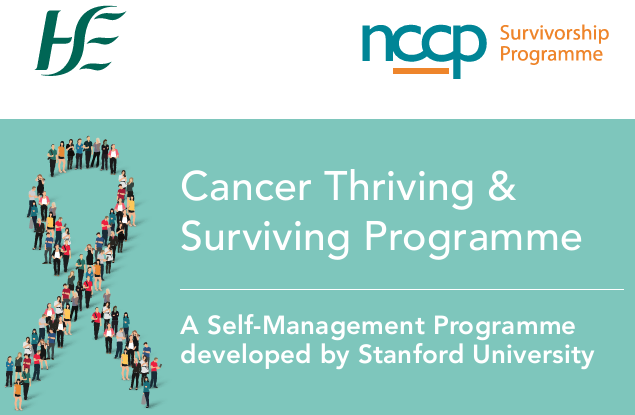 HSE
nccp
Survivorship
Programme
Cancer Thriving &
Surviving Programme
A Self-Management Programme
developed by Stanford University